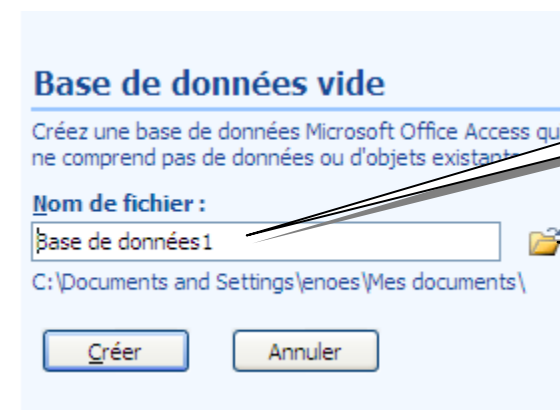 Base de données vide
Créez une base de données Microsoft Office Access qu
ne comprend pas de données ou d'objets existants
Nom de fichier :
Base de données1
C:\Documents and Settings\enoes\Mes documents\
Créer
Annuler